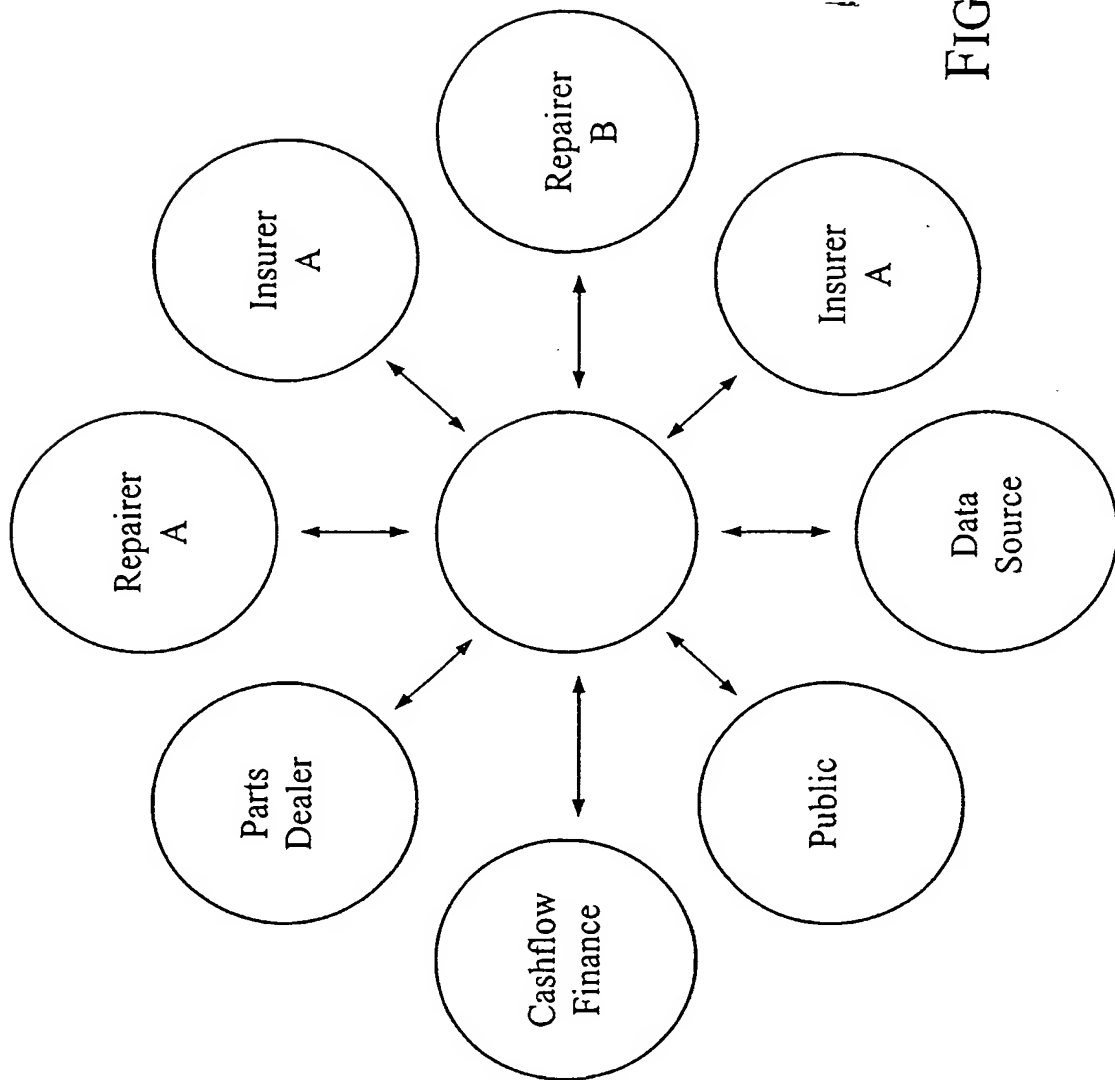 Cashflow
Finance
Public
Parts
Dealer
Data
Source
Repairer
A
Insurer
A
Insurer
A
Repairer
B
FIG